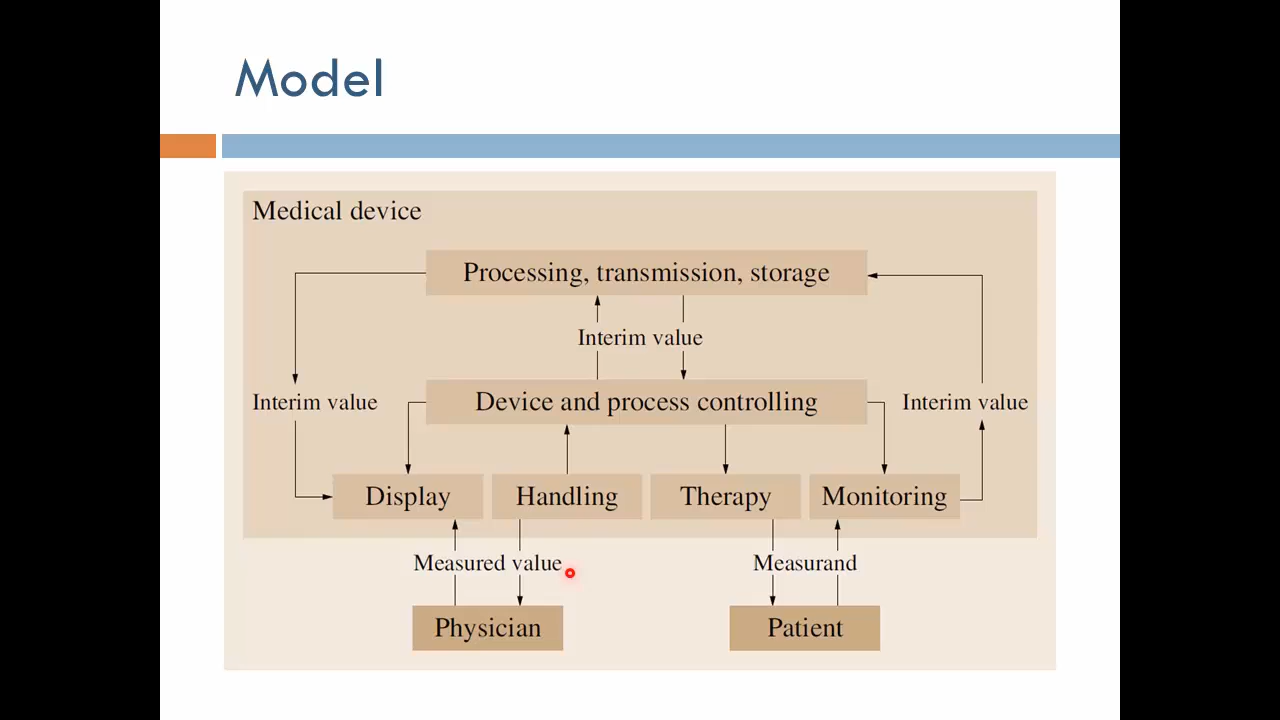 Model
Medical device
Processing, transmission, storage
Interim value
Interim value
Device and process controlling
Interim value
Display
Handling
Therapy
Monitoring
Measured value
Measurand
Physician
Patient